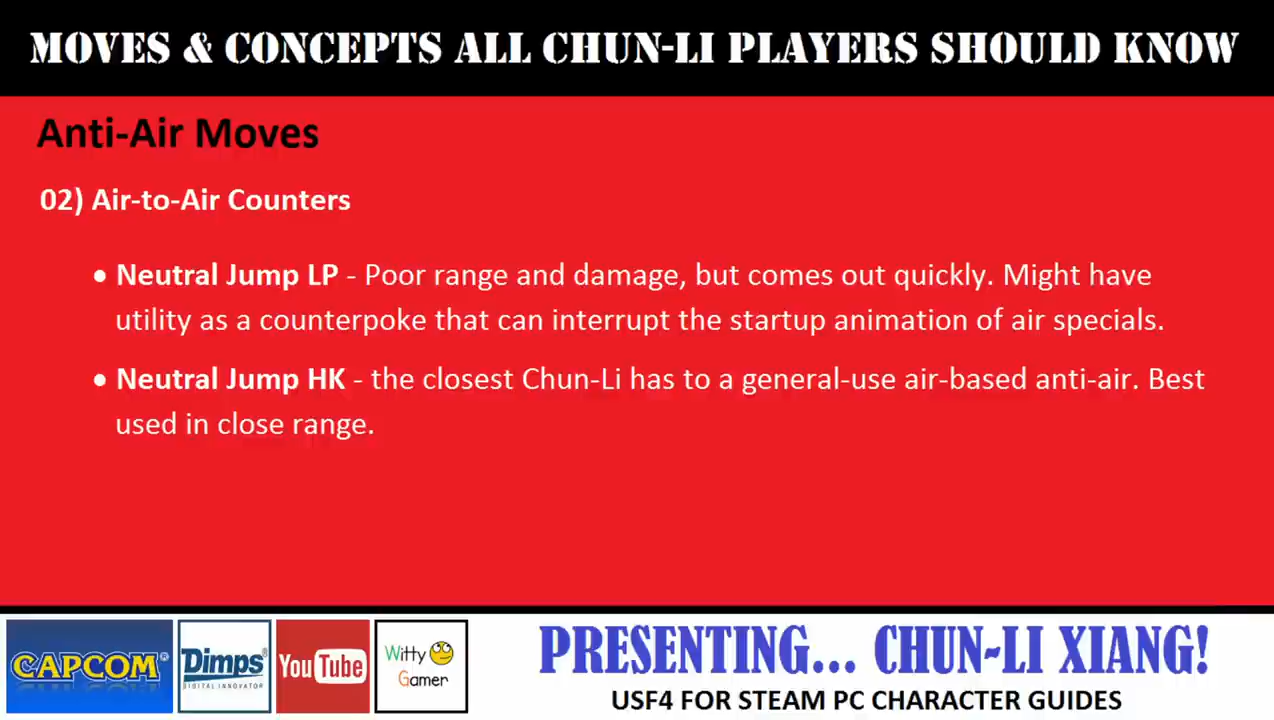 MOVES & CONCEPTS ALL CHUN-LI PLAYERS SHOULD KNOW
Anti-Air Moves
02) Air-to-Air Counters
• Neutral Jump LP - Poor range and damage, but comes out quickly. Might have
utility as a counterpoke that can interrupt the startup animation of air specials.
• Neutral Jump HK - the closest Chun-Li has to a general-use air-based anti-air. Best
used in close range.
CAPCOM®
Dimps®
DIGITAL INNOVATOR
YouTube
Witty
Gamer
PRESENTING... CHUN-LI XIANG!
USF4 FOR STEAM PC CHARACTER GUIDES